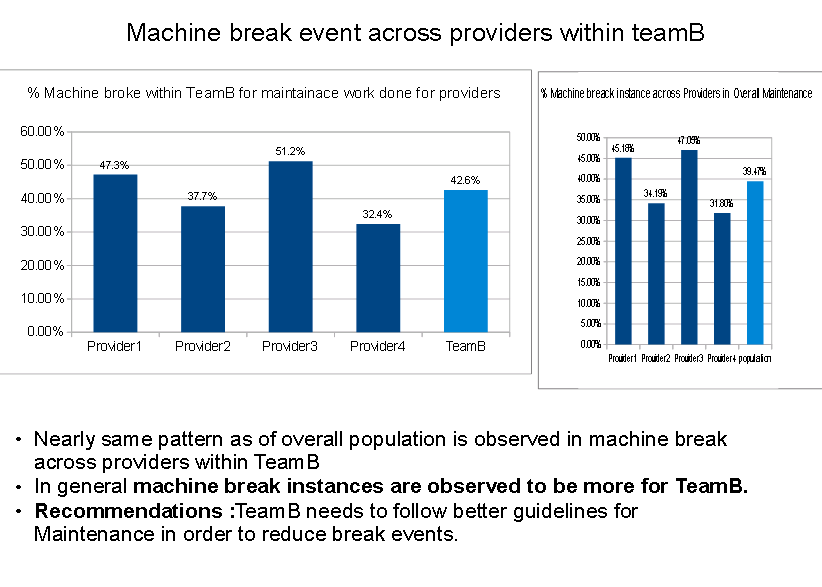 Machine break event across providers within teamB
% Machine broke within TeamB for maintainace work done for providers
60.00%
50.00%
40.00%
30.00%
20.00%
10.00%
0.00%
47.3%
37.7%
51.2%
32.4%
42.6%
Provider1 Provider2 Provider3 Provider4 TeamB
% Machine breack instance across Providers in Overall Maintenance
50.00%
45.00%
40.00%
35.00%
30.00%
25.00%
20.00%
15.00%
10.00%
5.00%
0.00%
45.18%
34.19%
47.05%
31.80%
39.47%
Provider1 Provider2 Provider3 Provider4 population
• Nearly same pattern as of overall population is observed in machine break
across providers within TeamB
• In general machine break instances are observed to be more for TeamB.
• Recommendations :TeamB needs to follow better guidelines for
Maintenance in order to reduce break events.